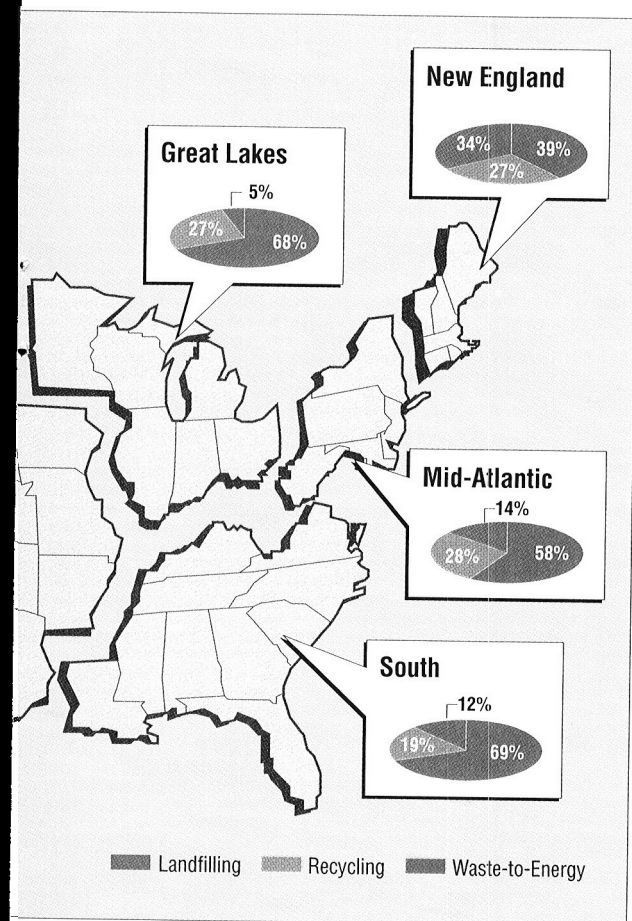 New England
34%
39%
27%
Great Lakes
5%
27%
68%
Mid-Atlantic
14%
28%
58%
South
12%
19%
69%
Landfilling
Recycling
Waste-to-Energy